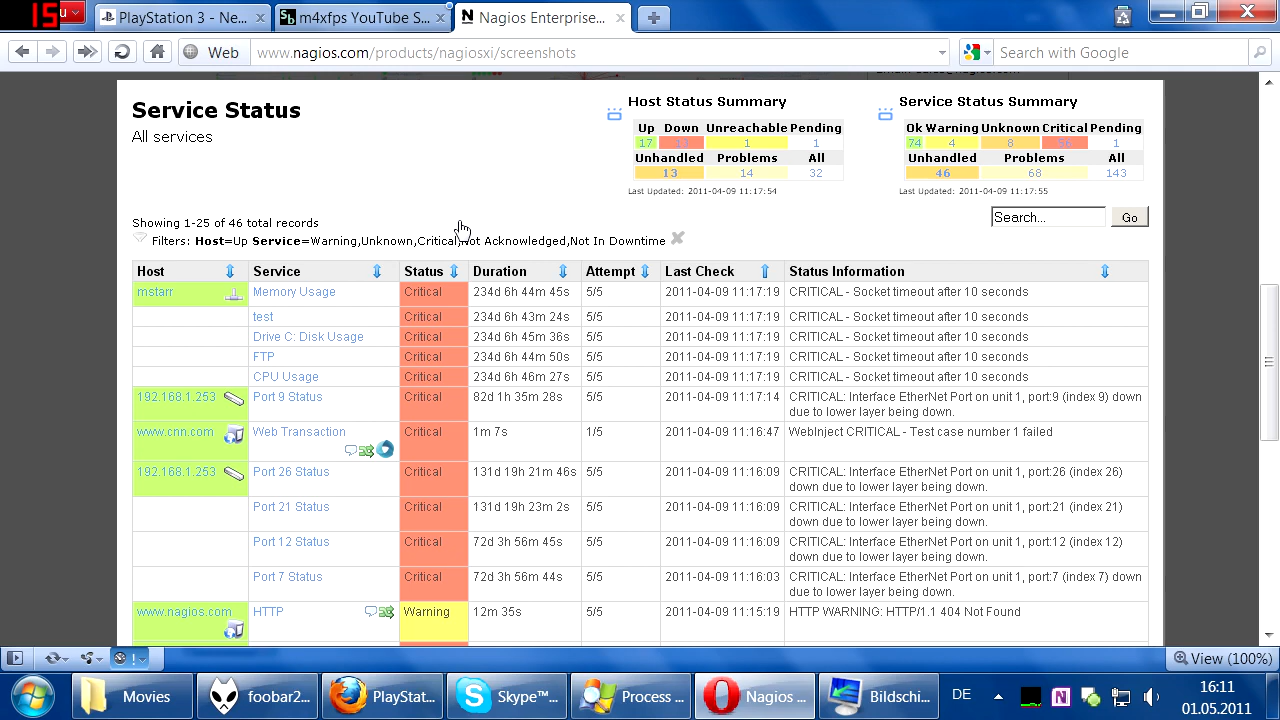 15
PlayStation 3 - Ne...
m4xfps YouTube S...
Nagios Enterprise...
Web
www.nagios.com/products/nagiosxi/screenshots
Search with Google
Service Status
All services
Host Status Summary
Up Down Unreachable Pending
17 1 1
Unhandled Problems All
13 14 32
Last Updated: 2011-04-09 11:17:54
Service Status Summary
Ok Warning Unknown Critical Pending
74 4 8 1
Unhandled Problems All
46 68 143
Last Updated: 2011-04-09 11:17:55
Showing 1-25 of 46 total records
Search... Go
Filters: Host=Up Service=Warning,Unknown,Critical,Not Acknowledged,Not In Downtime
Host Service Status Duration Attempt Last Check Status Information
mstarr Memory Usage Critical 234d 6h 44m 45s 5/5 2011-04-09 11:17:19 CRITICAL - Socket timeout after 10 seconds
test Critical 234d 6h 43m 24s 5/5 2011-04-09 11:17:19 CRITICAL - Socket timeout after 10 seconds
Drive C: Disk Usage Critical 234d 6h 45m 36s 5/5 2011-04-09 11:17:19 CRITICAL - Socket timeout after 10 seconds
FTP Critical 234d 6h 44m 50s 5/5 2011-04-09 11:17:19 CRITICAL - Socket timeout after 10 seconds
CPU Usage Critical 234d 6h 46m 27s 5/5 2011-04-09 11:17:19 CRITICAL - Socket timeout after 10 seconds
192.168.1.253 Port 9 Status Critical 82d 1h 35m 28s 5/5 2011-04-09 11:17:14 CRITICAL: Interface EtherNet Port on unit 1, port:9 (index 9) down
due to lower layer being down.
www.cnn.com Web Transaction Critical 1m 7s 1/5 2011-04-09 11:16:47 WebInject CRITICAL - Test case number 1 failed
192.168.1.253 Port 26 Status Critical 131d 19h 21m 46s 5/5 2011-04-09 11:16:09 CRITICAL: Interface EtherNet Port on unit 1, port:26 (index 26)
down due to lower layer being down.
Port 21 Status Critical 131d 19h 23m 2s 5/5 2011-04-09 11:16:09 CRITICAL: Interface EtherNet Port on unit 1, port:21 (index 21)
down due to lower layer being down.
Port 12 Status Critical 72d 3h 56m 45s 5/5 2011-04-09 11:16:09 CRITICAL: Interface EtherNet Port on unit 1, port:12 (index 12)
down due to lower layer being down.
Port 7 Status Critical 72d 3h 56m 44s 5/5 2011-04-09 11:16:03 CRITICAL: Interface EtherNet Port on unit 1, port:7 (index 7) down
due to lower layer being down.
www.nagios.com HTTP Warning 12m 35s 5/5 2011-04-09 11:15:19 HTTP WARNING: HTTP/1.1 404 Not Found
View (100%)
Movies
foobar2...
PlayStat...
Skype™...
Process ...
Nagios ...
Bildschi...
DE
16:11
01.05.2011